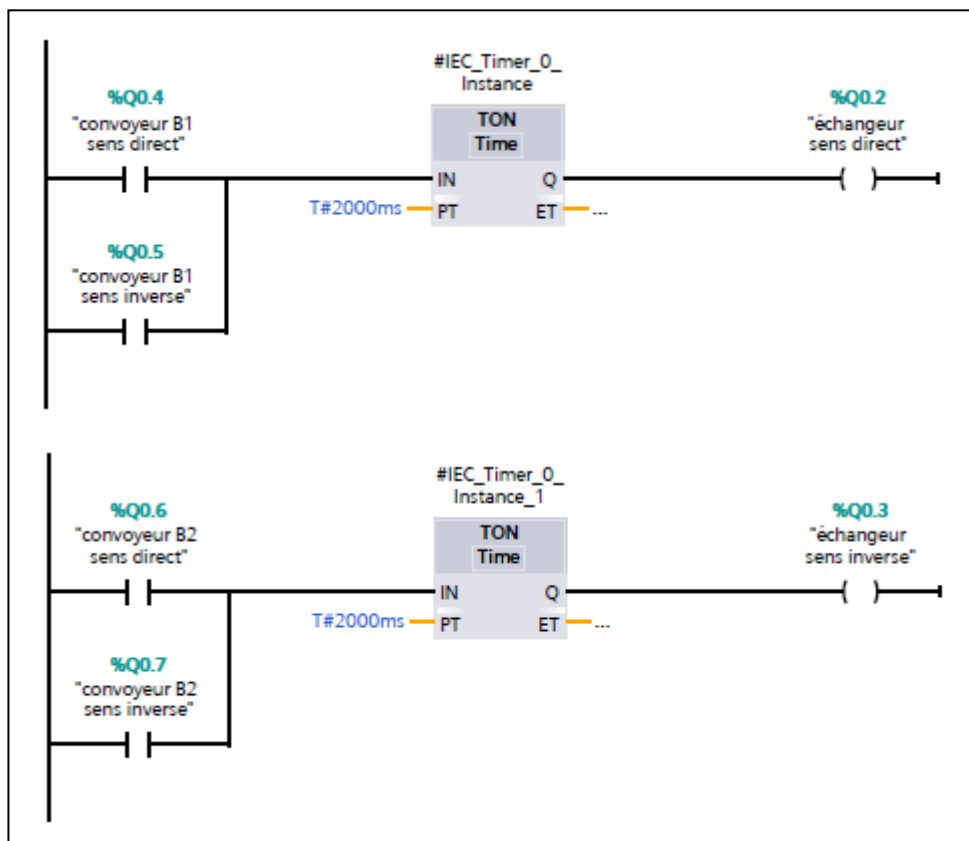 #IEC_Timer_0_
Instance
%Q0.4
"convoyeur B1
sens direct"
TON
Time
%Q0.2
"échangeur
sens direct"
IN
Q
T#2000ms
PT
ET
...
%Q0.5
"convoyeur B1
sens inverse"
#IEC_Timer_0_
Instance_1
%Q0.6
"convoyeur B2
sens direct"
TON
Time
%Q0.3
"échangeur
sens inverse"
IN
Q
T#2000ms
PT
ET
...
%Q0.7
"convoyeur B2
sens inverse"